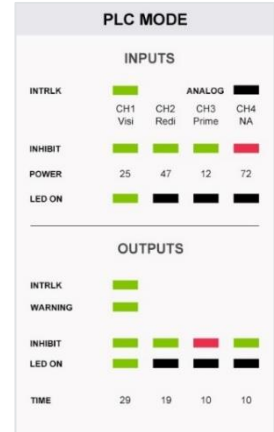 PLC MODE
INPUTS
INTRLK ANALOG
CH1 CH2 CH3 CH4
Visi Redi Prime NA
INHIBIT
POWER 25 47 12 72
LED ON
OUTPUTS
INTRLK
WARNING
INHIBIT
LED ON
TIME 29 19 10 10